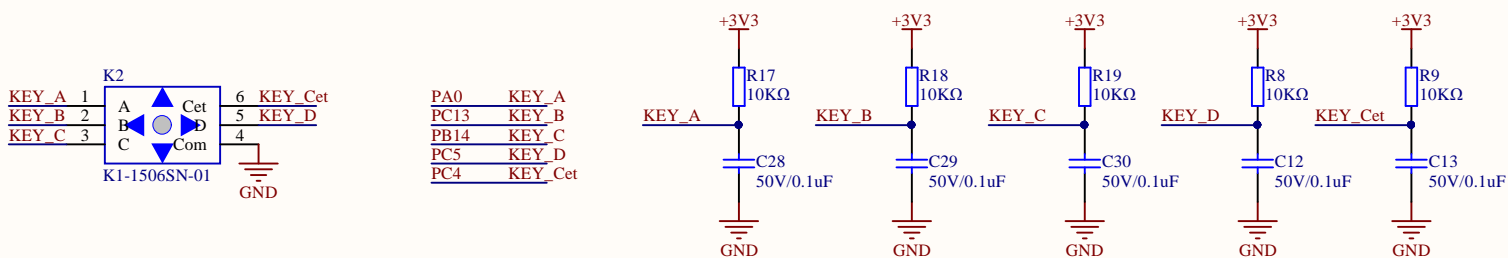 K2
KEY_A 1 A Cet 6 KEY_Cet
KEY_B 2 B D 5 KEY_D
KEY_C 3 C Com 4
K1-1506SN-01
GND
PA0 KEY_A
PC13 KEY_B
PB14 KEY_C
PC5 KEY_D
PC4 KEY_Cet
+3V3
R17
10KΩ
KEY_A
C28
50V/0.1uF
GND
+3V3
R18
10KΩ
KEY_B
C29
50V/0.1uF
GND
+3V3
R19
10KΩ
KEY_C
C30
50V/0.1uF
GND
+3V3
R8
10KΩ
KEY_D
C12
50V/0.1uF
GND
+3V3
R9
10KΩ
KEY_Cet
C13
50V/0.1uF
GND